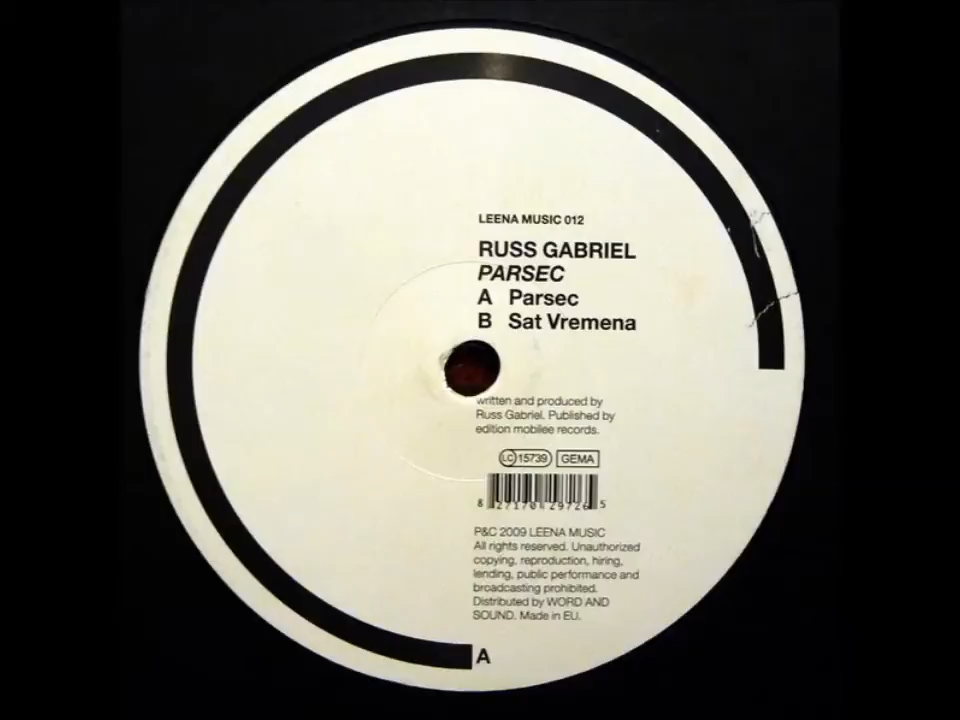 LEENA MUSIC 012
RUSS GABRIEL
PARSEC
A Parsec
B Sat Vremena
written and produced by
Russ Gabriel. Published by
edition mobilee records.
LC 15739 GEMA
8 27170 29726 5
P&C 2009 LEENA MUSIC
All rights reserved. Unauthorized
copying, reproduction, hiring,
lending, public performance and
broadcasting prohibited.
Distributed by WORD AND
SOUND. Made in EU.
A